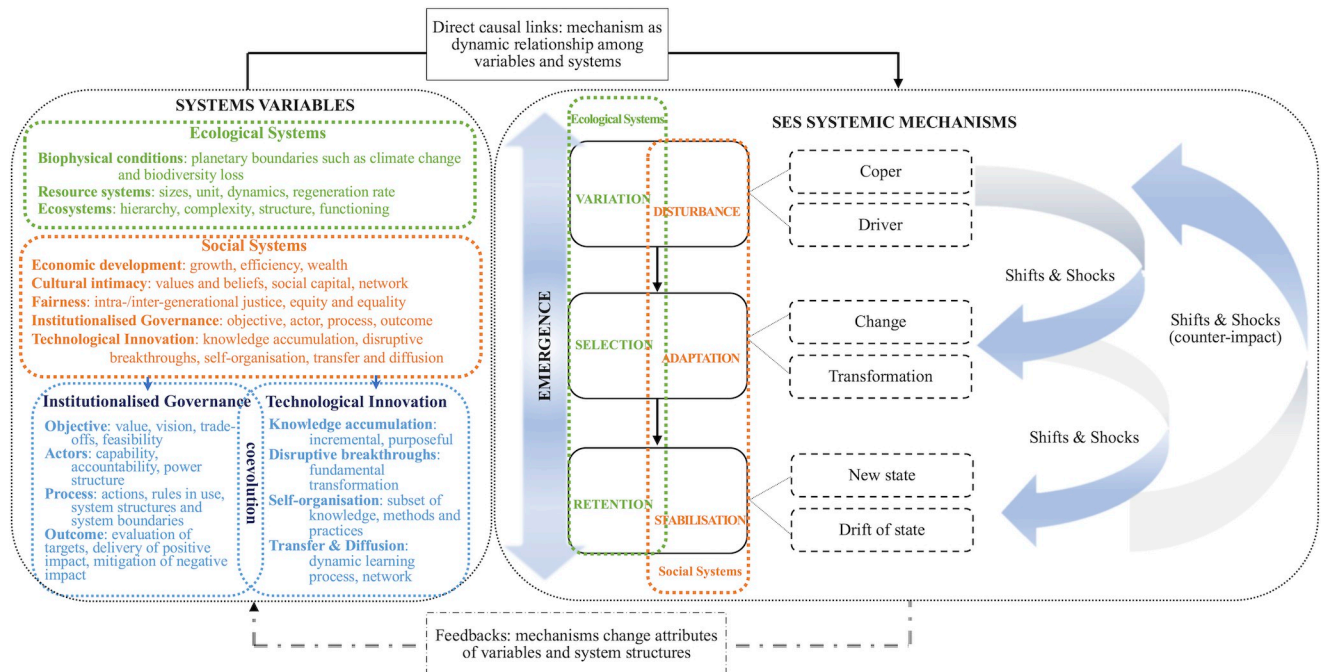 Direct causal links: mechanism as
dynamic relationship among
variables and systems
SYSTEMS VARIABLES
Ecological Systems
Biophysical conditions: planetary boundaries such as climate change
and biodiversity loss
Resource systems: sizes, unit, dynamics, regeneration rate
Ecosystems: hierarchy, complexity, structure, functioning
Social Systems
Economic development: growth, efficiency, wealth
Cultural intimacy: values and beliefs, social capital, network
Fairness: intra-/inter-generational justice, equity and equality
Institutionalised Governance: objective, actor, process, outcome
Technological Innovation: knowledge accumulation, disruptive
breakthroughs, self-organisation, transfer and diffusion
Institutionalised Governance
Objective: value, vision, trade-
offs, feasibility
Actors: capability,
accountability, power
structure
Process: actions, rules in use,
system structures and
system boundaries
Outcome: evaluation of
targets, delivery of positive
impact, mitigation of negative
impact
coevolution
Technological Innovation
Knowledge accumulation:
incremental, purposeful
Disruptive breakthroughs:
fundamental
transformation
Self-organisation: subset of
knowledge, methods and
practices
Transfer & Diffusion:
dynamic learning
process, network
SES SYSTEMIC MECHANISMS
EMERGENCE
Ecological Systems
VARIATION
DISTURBANCE
SELECTION
ADAPTATION
RETENTION
STABILISATION
Social Systems
Coper
Driver
Change
Transformation
New state
Drift of state
Shifts & Shocks
Shifts & Shocks
Shifts & Shocks
(counter-impact)
Feedbacks: mechanisms change attributes
of variables and system structures